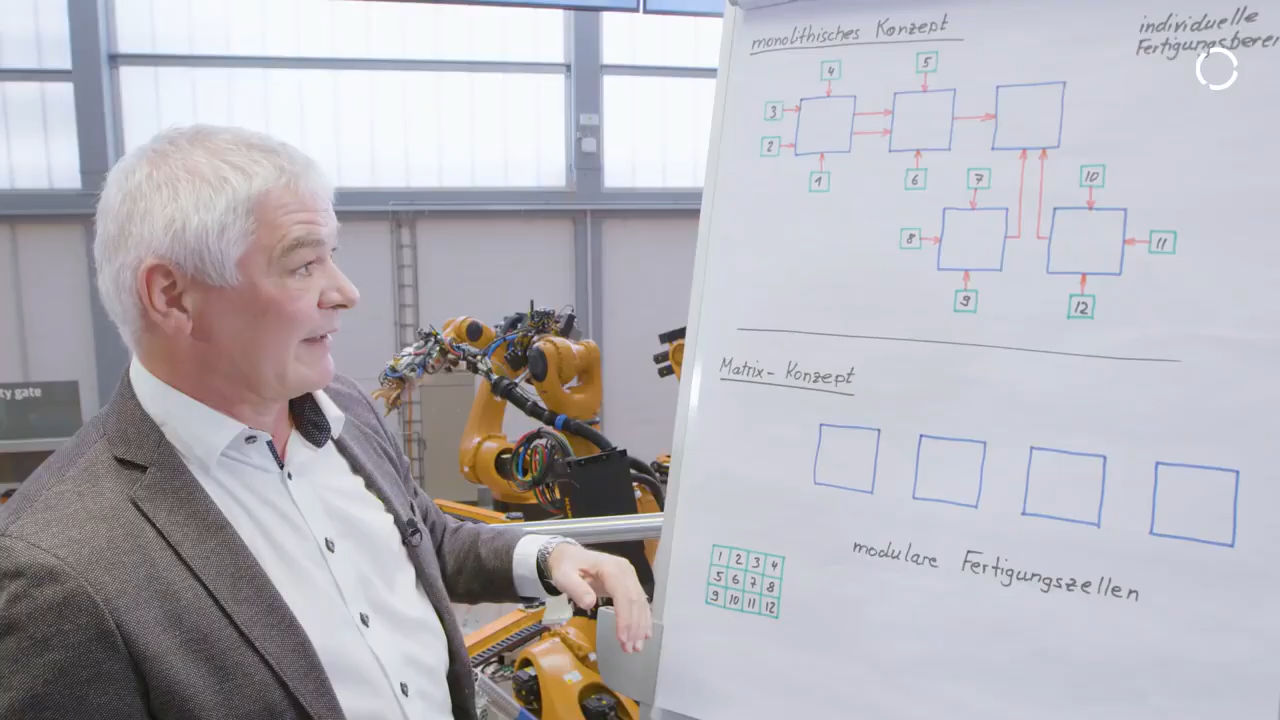 monolithisches Konzept
individuelle
4
5
3
2
1
6
7
10
8
11
9
12
Matrix-Konzept
1 2 3 4
5 6 7 8
9 10 11 12
modulare Fertigungszellen
ty gate